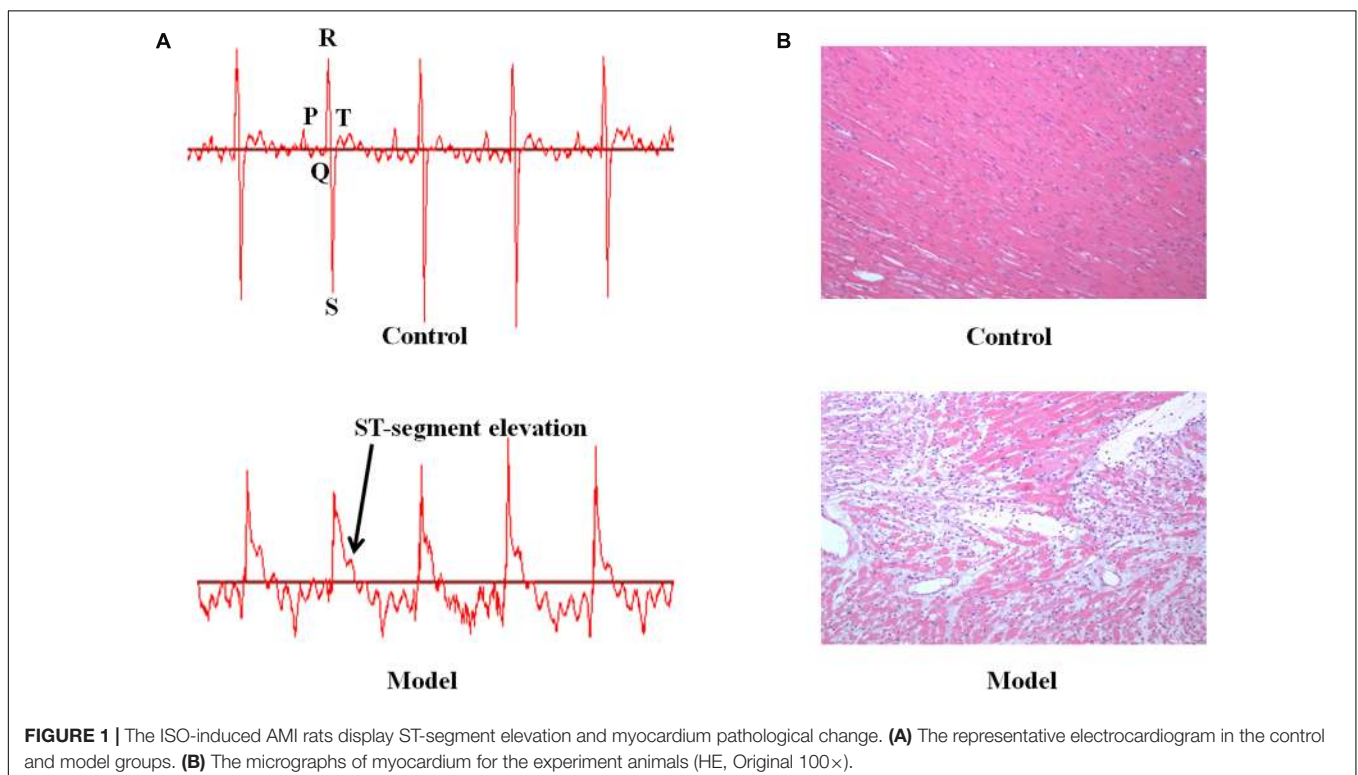 A
B
R
P
T
Q
S
Control
Control
ST-segment elevation
Model
Model
FIGURE 1 | The ISO-induced AMI rats display ST-segment elevation and myocardium pathological change. (A) The representative electrocardiogram in the control
and model groups. (B) The micrographs of myocardium for the experiment animals (HE, Original 100×).